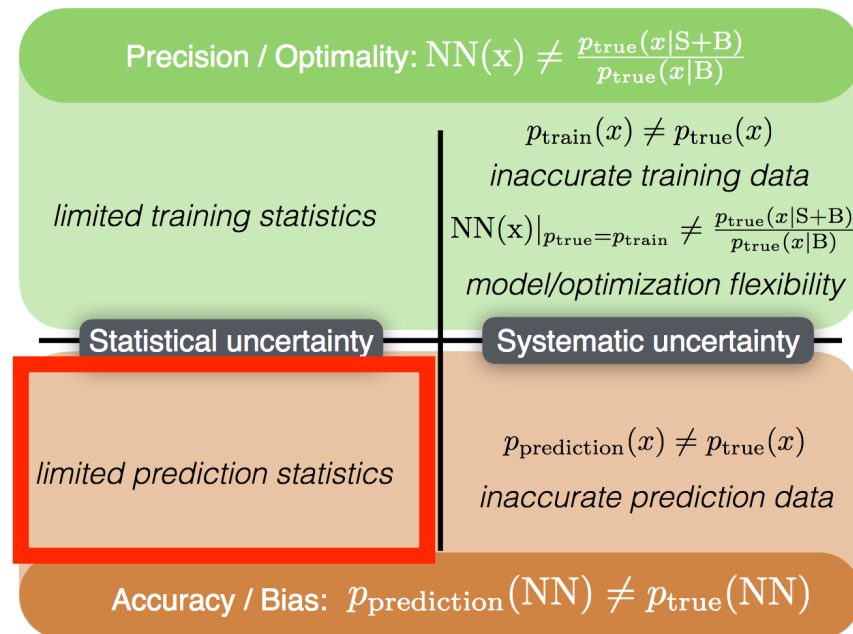 Precision / Optimality: NN(x) ≠ p_true(x|S+B) / p_true(x|B)
p_train(x) ≠ p_true(x)
inaccurate training data
limited training statistics
NN(x)|_{p_true=p_train} ≠ p_true(x|S+B) / p_true(x|B)
model/optimization flexibility
Statistical uncertainty
Systematic uncertainty
limited prediction statistics
p_prediction(x) ≠ p_true(x)
inaccurate prediction data
Accuracy / Bias: p_prediction(NN) ≠ p_true(NN)